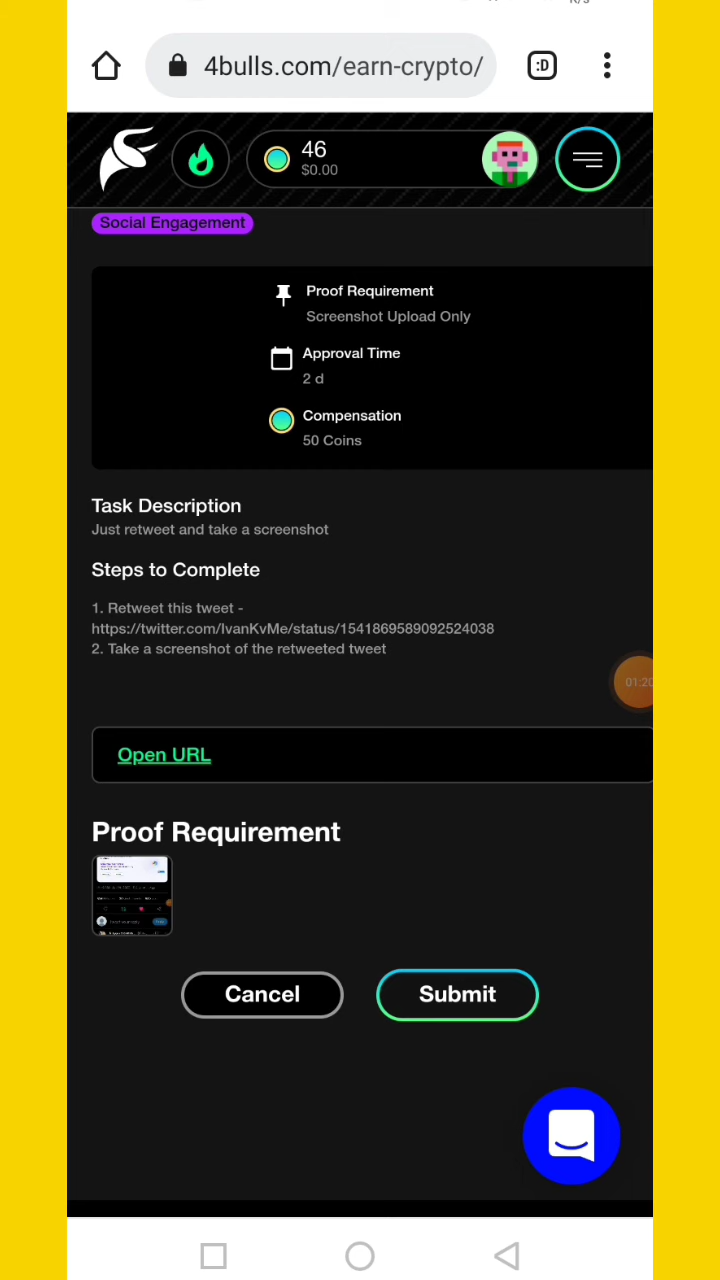 4bulls.com/earn-crypto/
:D
46
$0.00
Social Engagement
Proof Requirement
Screenshot Upload Only
Approval Time
2 d
Compensation
50 Coins
Task Description
Just retweet and take a screenshot
Steps to Complete
1. Retweet this tweet -
https://twitter.com/IvanKvMe/status/1541869589092524038
2. Take a screenshot of the retweeted tweet
01:20
Open URL
Proof Requirement
Cancel
Submit